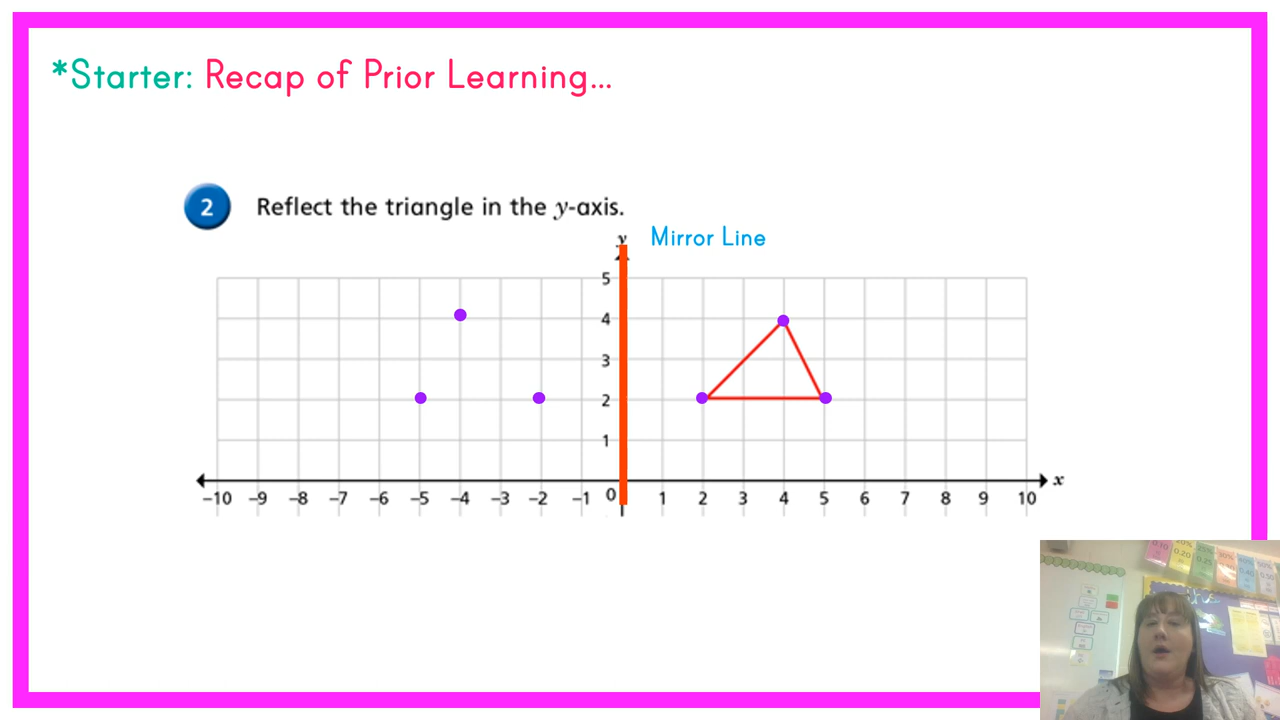 *Starter: Recap of Prior Learning...
2 Reflect the triangle in the y-axis.
y Mirror Line
5
4
3
2
1
−10 −9 −8 −7 −6 −5 −4 −3 −2 −1 0 1 2 3 4 5 6 7 8 9 10 x